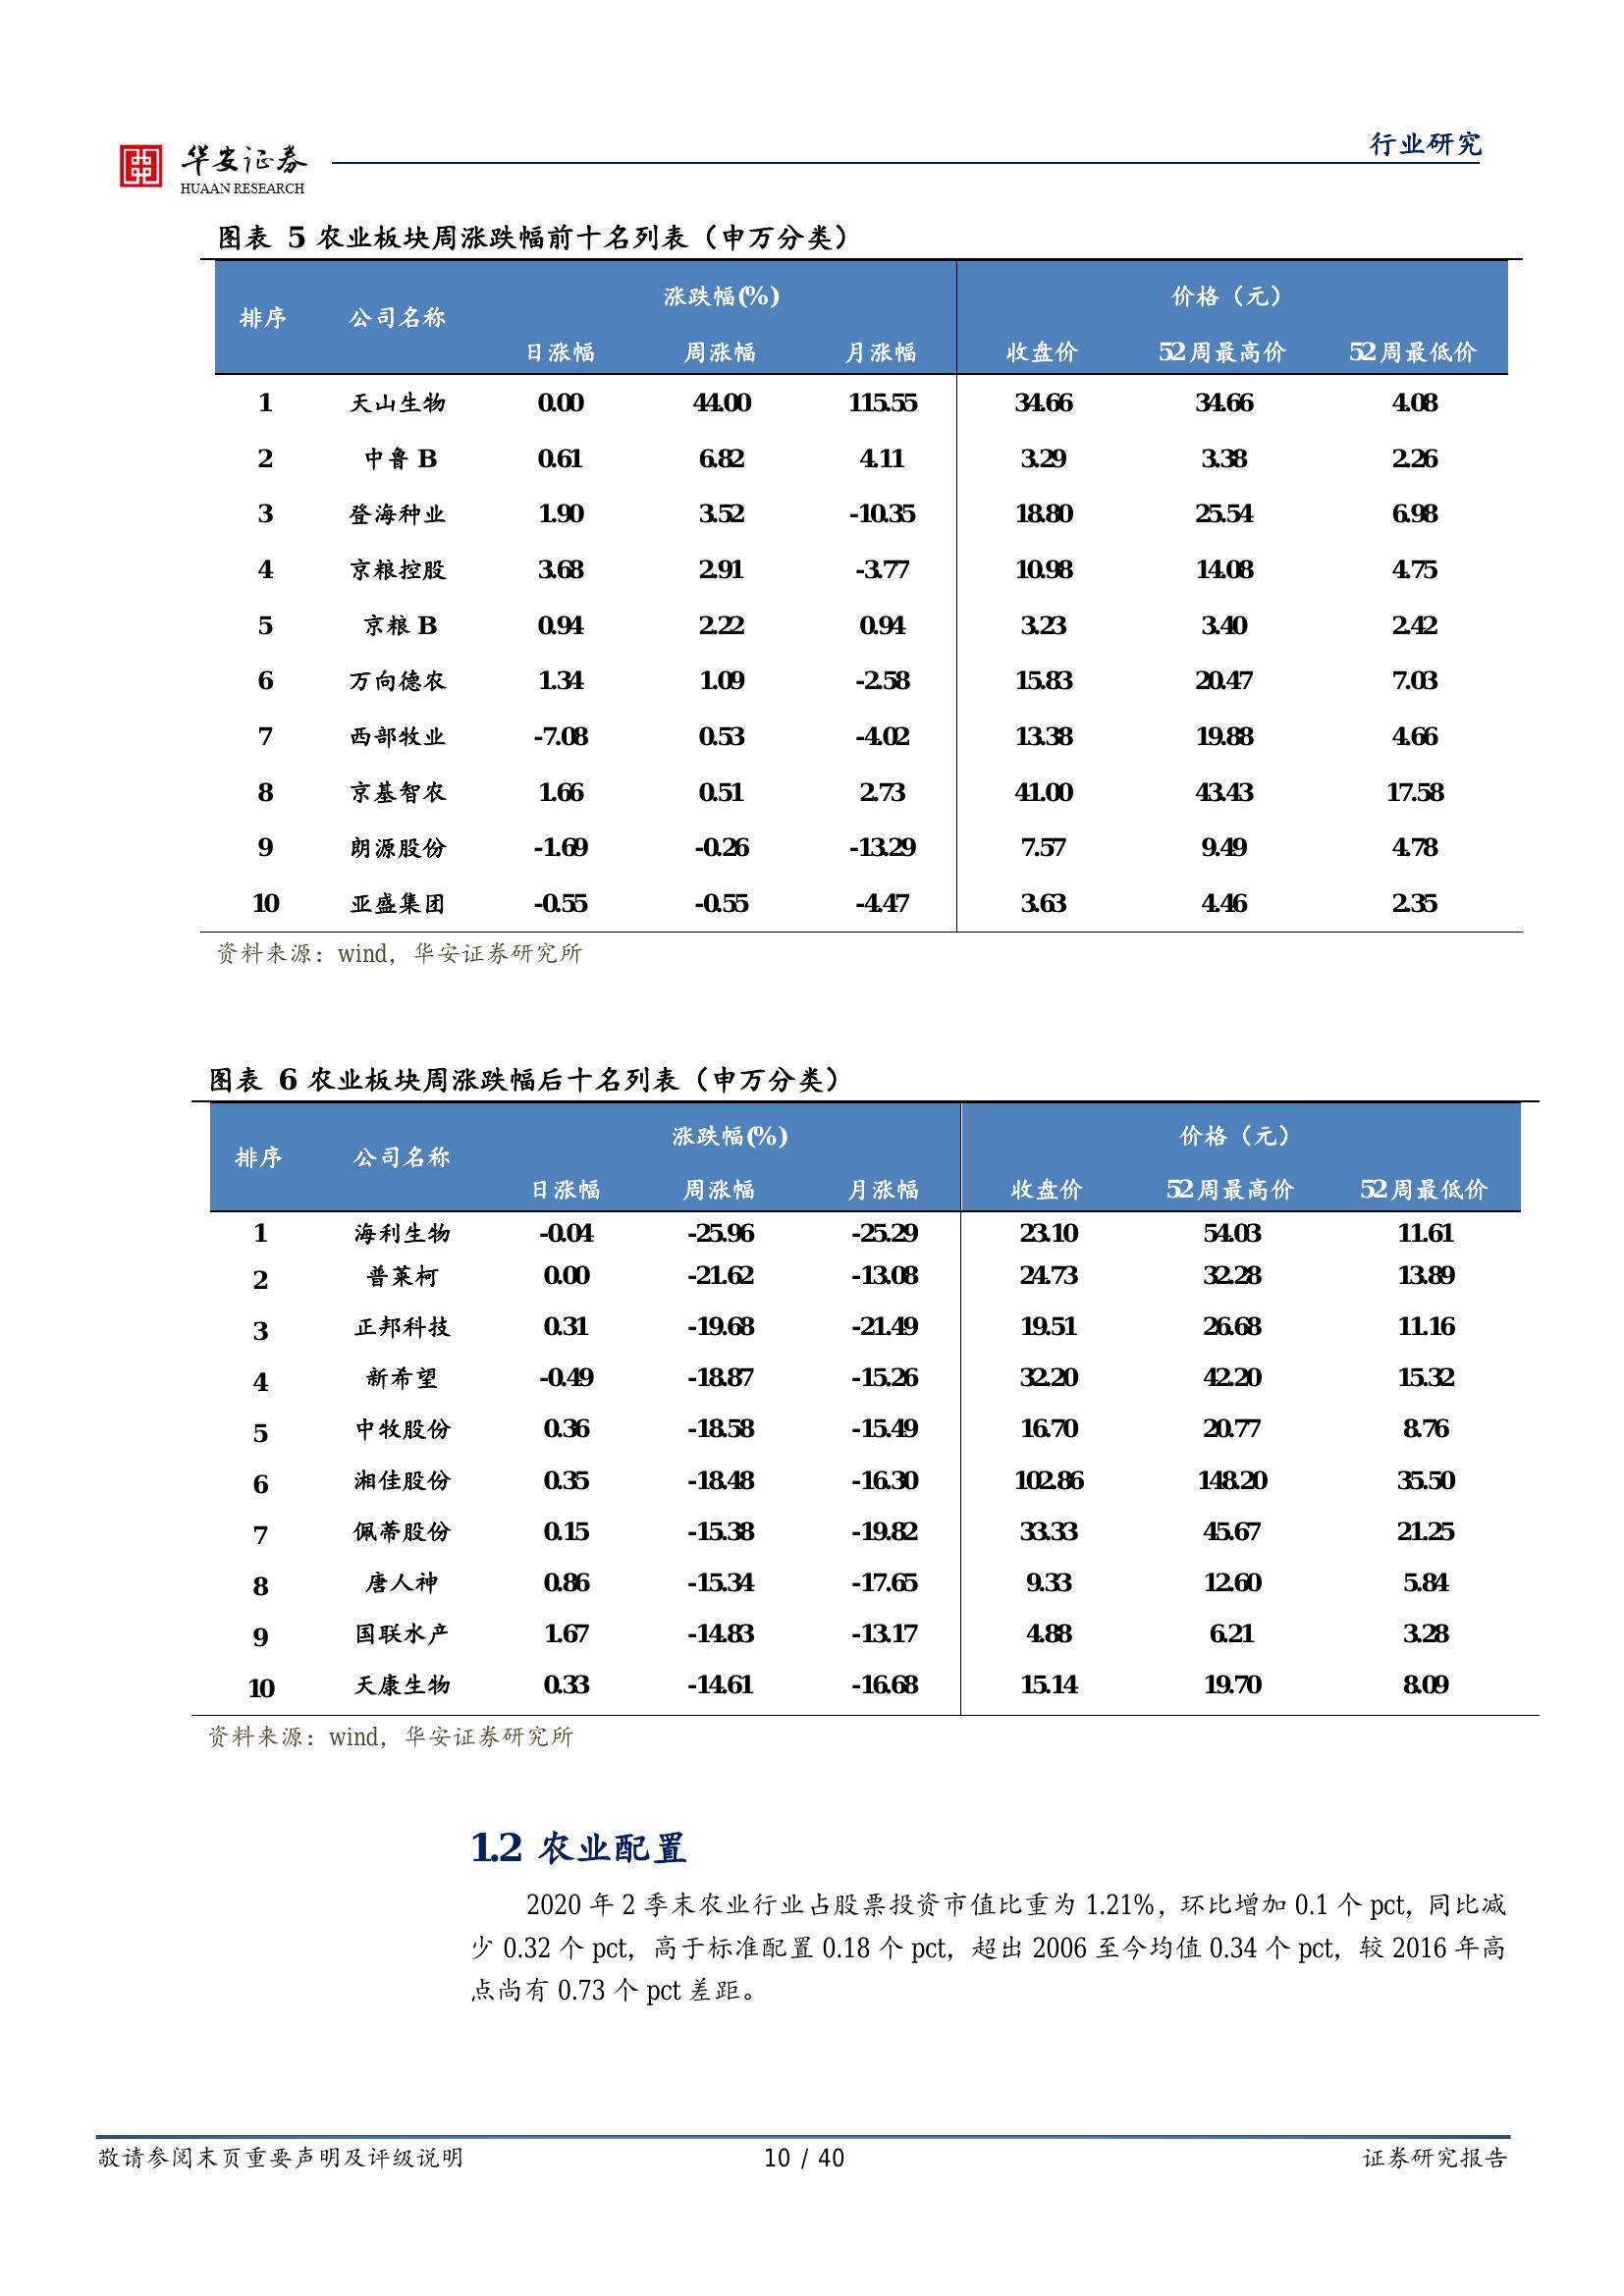 华安证券
HUAAN RESEARCH
行业研究
图表 5 农业板块周涨跌幅前十名列表（申万分类）
排序 公司名称 涨跌幅(%) 价格（元）
日涨幅 周涨幅 月涨幅 收盘价 52周最高价 52周最低价
1 天山生物 0.00 44.00 115.55 34.66 34.66 4.08
2 中鲁 B 0.61 6.82 4.11 3.29 3.38 2.26
3 登海种业 1.90 3.52 -10.35 18.80 25.54 6.98
4 京粮控股 3.68 2.91 -3.77 10.98 14.08 4.75
5 京粮 B 0.94 2.22 0.94 3.23 3.40 2.42
6 万向德农 1.34 1.09 -2.58 15.83 20.47 7.03
7 西部牧业 -7.08 0.53 -4.02 13.38 19.88 4.66
8 京基智农 1.66 0.51 2.73 41.00 43.43 17.58
9 朗源股份 -1.69 -0.26 -13.29 7.57 9.49 4.78
10 亚盛集团 -0.55 -0.55 -4.47 3.63 4.46 2.35
资料来源：wind，华安证券研究所
图表 6 农业板块周涨跌幅后十名列表（申万分类）
排序 公司名称 涨跌幅(%) 价格（元）
日涨幅 周涨幅 月涨幅 收盘价 52周最高价 52周最低价
1 海利生物 -0.04 -25.96 -25.29 23.10 54.03 11.61
2 普莱柯 0.00 -21.62 -13.08 24.73 32.28 13.89
3 正邦科技 0.31 -19.68 -21.49 19.51 26.68 11.16
4 新希望 -0.49 -18.87 -15.26 32.20 42.20 15.32
5 中牧股份 0.36 -18.58 -15.49 16.70 20.77 8.76
6 湘佳股份 0.35 -18.48 -16.30 102.86 148.20 35.50
7 佩蒂股份 0.15 -15.38 -19.82 33.33 45.67 21.25
8 唐人神 0.86 -15.34 -17.65 9.33 12.60 5.84
9 国联水产 1.67 -14.83 -13.17 4.88 6.21 3.28
10 天康生物 0.33 -14.61 -16.68 15.14 19.70 8.09
资料来源：wind，华安证券研究所
1.2 农业配置
2020 年 2 季末农业行业占股票投资市值比重为 1.21%，环比增加 0.1 个 pct，同比减
少 0.32 个 pct，高于标准配置 0.18 个 pct，超出 2006 至今均值 0.34 个 pct，较 2016 年高
点尚有 0.73 个 pct 差距。
敬请参阅末页重要声明及评级说明 10 / 40 证券研究报告